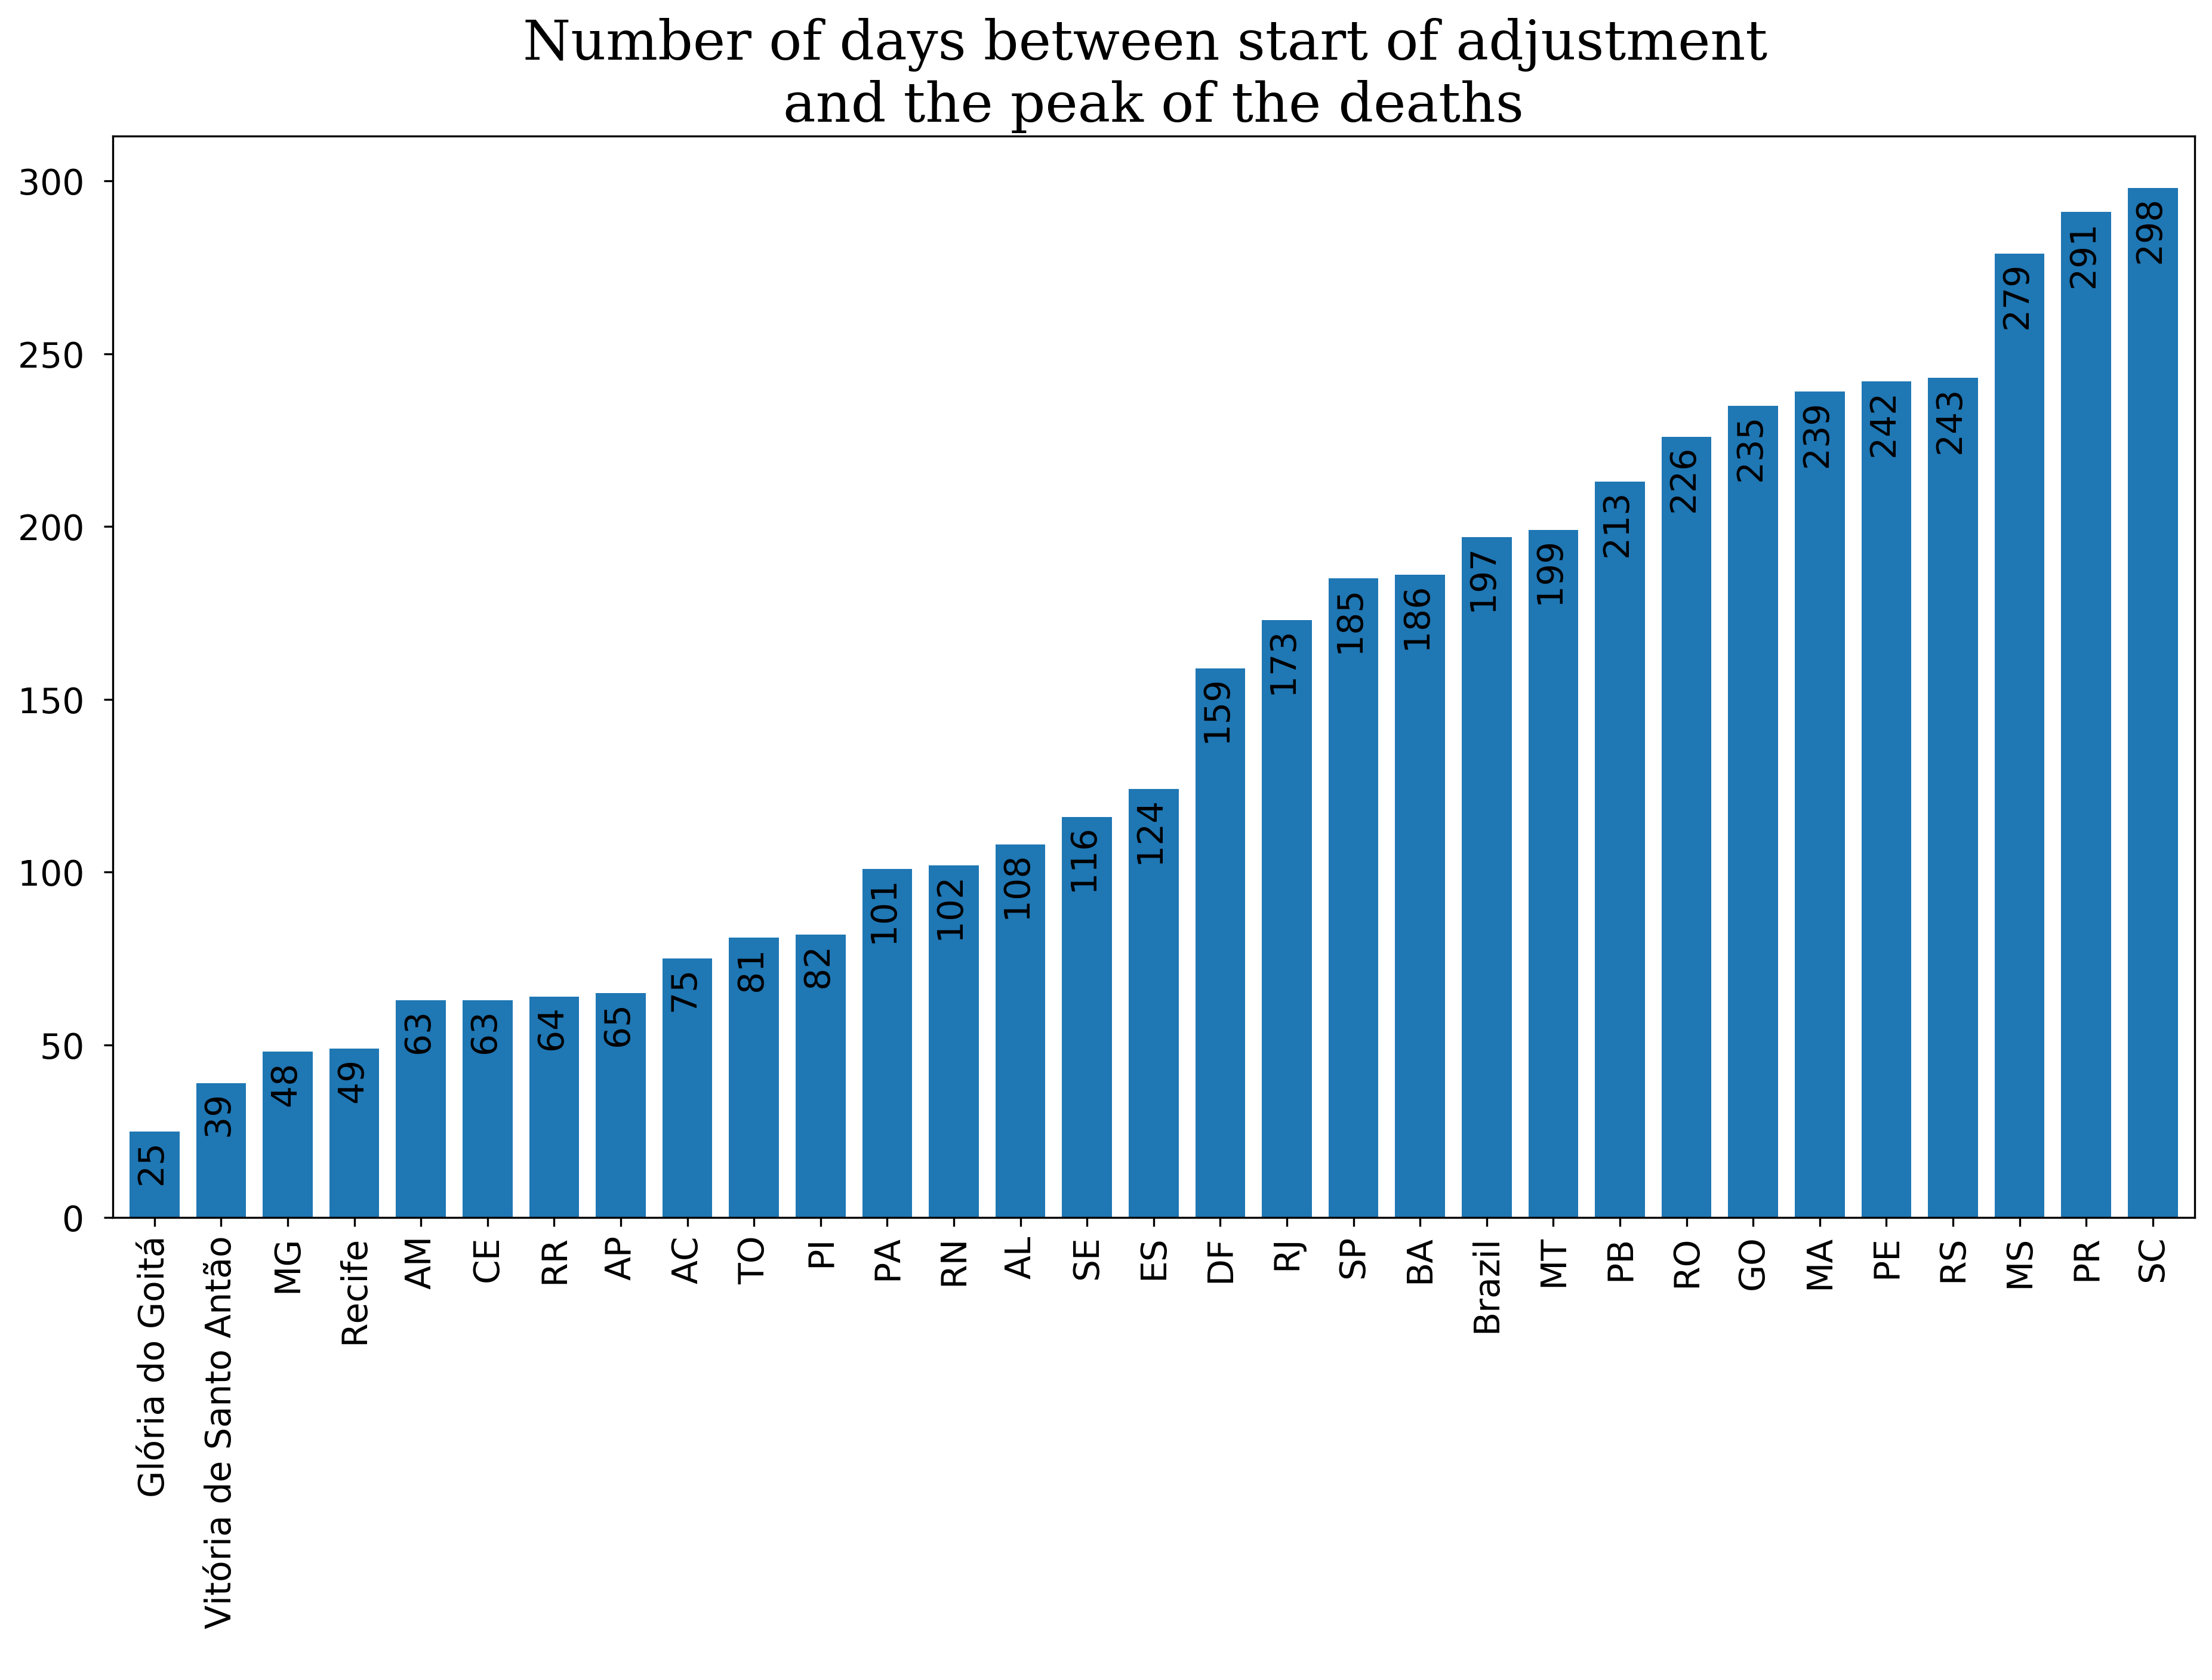 Number of days between start of adjustment
and the peak of the deaths
300
250
200
150
100
50
0
25
39
48
49
63
63
64
65
75
81
82
101
102
108
116
124
159
173
185
186
197
199
213
226
235
239
242
243
279
291
298
Glória do Goitá
Vitória de Santo Antão
MG
Recife
AM
CE
RR
AP
AC
TO
PI
PA
RN
AL
SE
ES
DF
RJ
SP
BA
Brazil
MT
PB
RO
GO
MA
PE
RS
MS
PR
SC